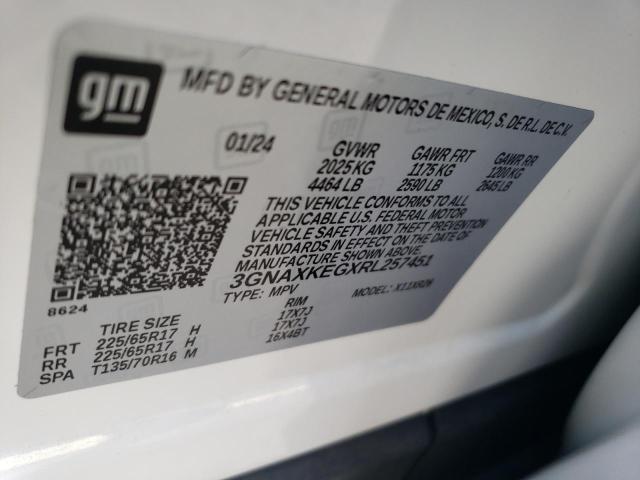 gm
MFD BY GENERAL MOTORS DE MEXICO, S. DE R.L. DE C.V.
01/24 GVWR GAWR FRT GAWR RR
2025 KG 1175 KG 1200 KG
4464 LB 2590 LB 2645 LB
THIS VEHICLE CONFORMS TO ALL
APPLICABLE U.S. FEDERAL MOTOR
VEHICLE SAFETY AND THEFT PREVENTION
STANDARDS IN EFFECT ON THE DATE OF
MANUFACTURE SHOWN ABOVE.
3GNAXKEGXRL257451
TYPE: MPV MODEL:
8624
TIRE SIZE RIM
FRT 225/65R17 H 17X7J
RR 225/65R17 H 17X7J
SPA T135/70R16 M 16X4BT